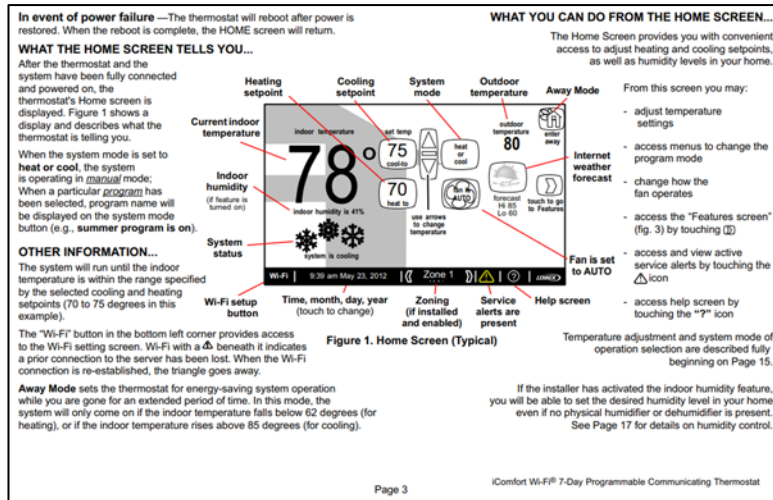 In event of power failure —The thermostat will reboot after power is
restored. When the reboot is complete, the HOME screen will return.
WHAT THE HOME SCREEN TELLS YOU...
After the thermostat and the
system have been fully connected
and powered on, the
thermostat's Home screen is
displayed. Figure 1 shows a
display and describes what the
thermostat is telling you.
When the system mode is set to
heat or cool, the system
is operating in manual mode;
When a particular program has
been selected, program name will
be displayed on the system mode
button (e.g., summer program is on).
OTHER INFORMATION...
The system will run until the indoor
temperature is within the range specified
by the selected cooling and heating
setpoints (70 to 75 degrees in this
example).
The “Wi-Fi” button in the bottom left corner provides access
to the Wi-Fi setting screen. Wi-Fi with a ⚠ beneath it indicates
a prior connection to the server has been lost. When the Wi-Fi
connection is re-established, the triangle goes away.
Away Mode sets the thermostat for energy-saving system operation
while you are gone for an extended period of time. In this mode, the
system will only come on if the indoor temperature falls below 62 degrees (for
heating), or if the indoor temperature rises above 85 degrees (for cooling).
Heating
setpoint
Cooling
setpoint
System
mode
Outdoor
temperature
Away Mode
Current indoor
temperature
Indoor
humidity
(if feature is
turned on)
System
status
Wi-Fi setup
button
Time, month, day, year
(touch to change)
Zoning
(if installed
and enabled)
Service
alerts are
present
Help screen
Fan is set
to AUTO
Internet
weather
forecast
indoor temperature
78°
indoor humidity is 41%
system is cooling
set temp
75
cool-to
70
heat to
use arrows
to change
temperature
heat
or
cool
fan is
AUTO
outdoor
temperature
80
enter
away
forecast
Hi 85
Lo 60
touch to go
to Features
Wi-Fi
9:39 am May 23, 2012
Zone 1
?
LENNOX
Figure 1. Home Screen (Typical)
WHAT YOU CAN DO FROM THE HOME SCREEN...
The Home Screen provides you with convenient
access to adjust heating and cooling setpoints,
as well as humidity levels in your home.
From this screen you may:
- adjust temperature
settings
- access menus to change the
program mode
- change how the
fan operates
- access the “Features screen”
(fig. 3) by touching
- access and view active
service alerts by touching the
⚠ icon
- access help screen by
touching the “?” icon
Temperature adjustment and system mode of
operation selection are described fully
beginning on Page 15.
If the installer has activated the indoor humidity feature,
you will be able to set the desired humidity level in your home
even if no physical humidifier or dehumidifier is present.
See Page 17 for details on humidity control.
Page 3
iComfort Wi-Fi® 7-Day Programmable Communicating Thermostat